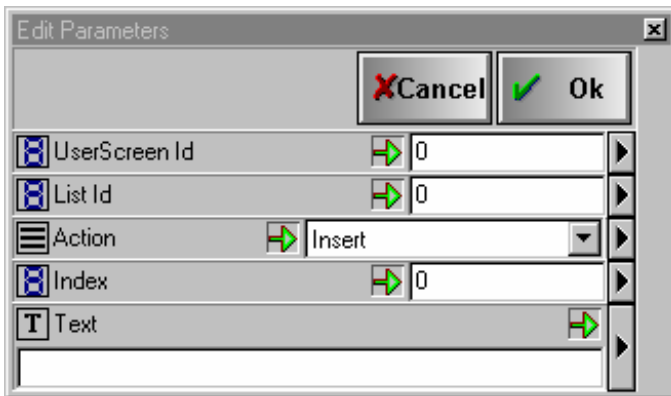 Edit Parameters
Cancel Ok
UserScreen Id 0
List Id 0
Action Insert
Index 0
T Text